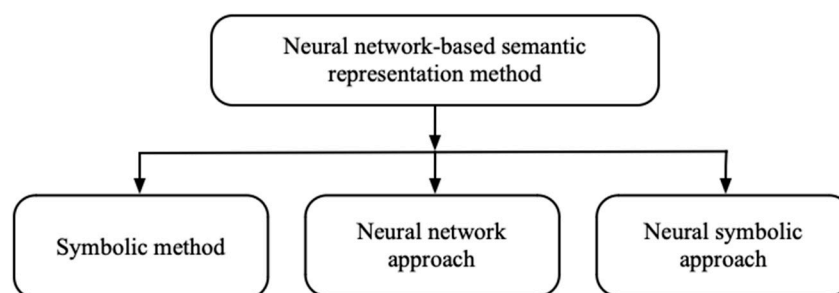 Neural network-based semantic
representation method
Symbolic method
Neural network
approach
Neural symbolic
approach